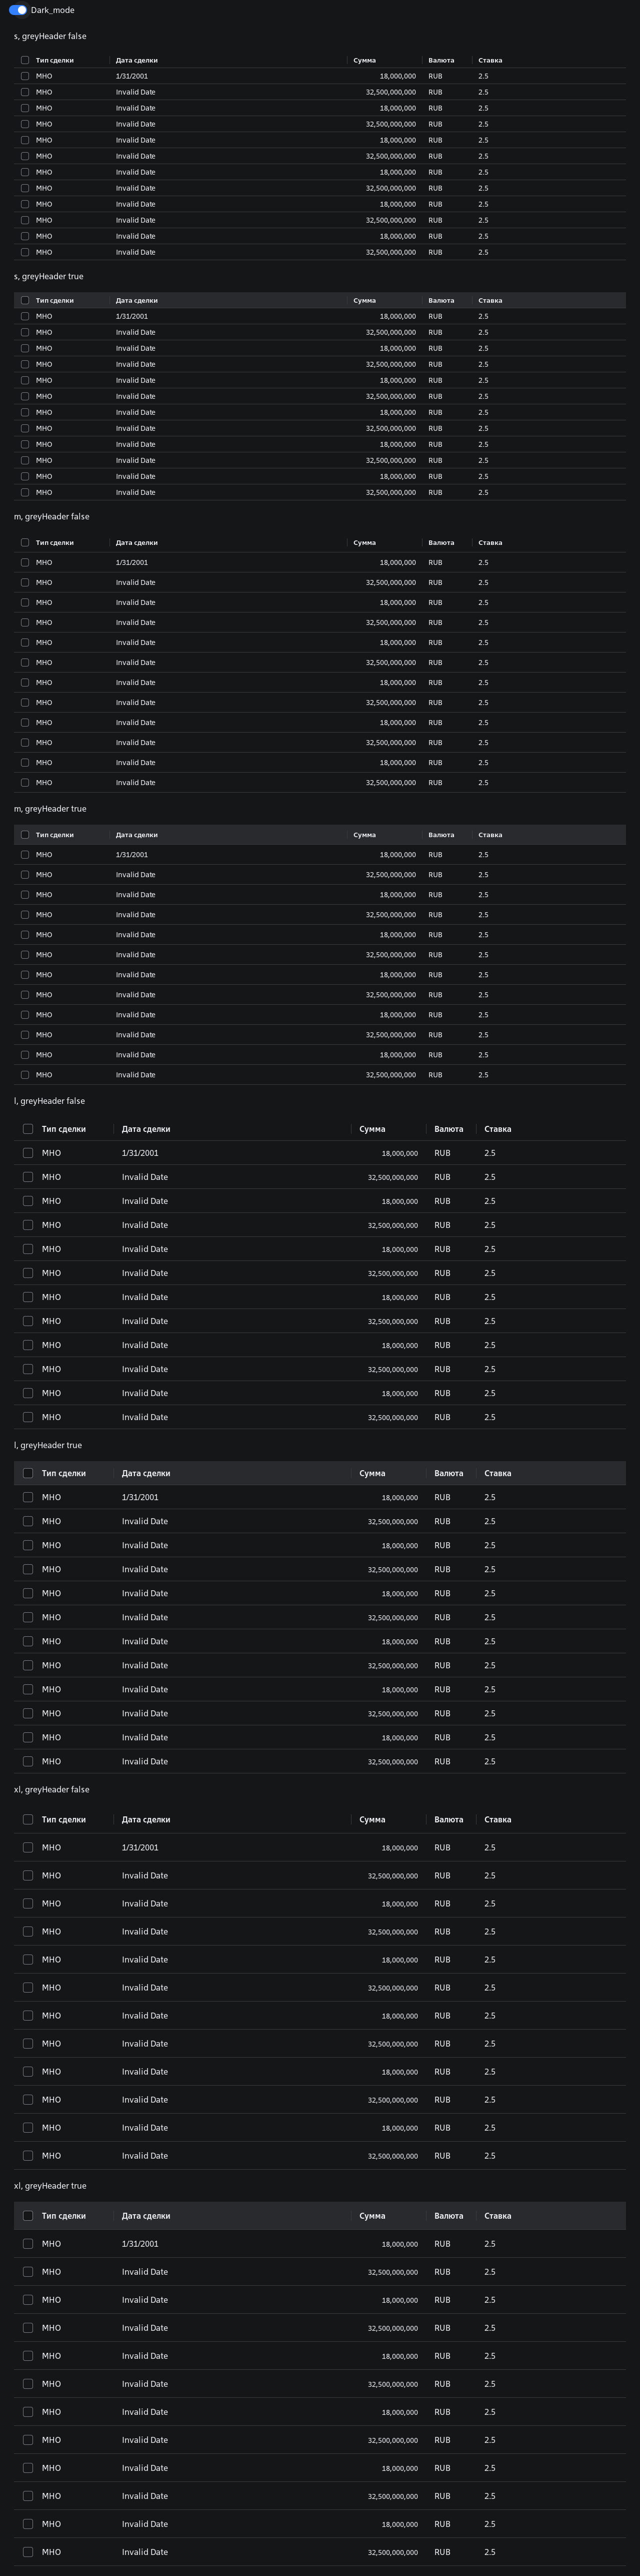 Dark_mode
s, greyHeader false
Тип сделки Дата сделки Сумма Валюта Ставка
МНО 1/31/2001 18,000,000 RUB 2.5
МНО Invalid Date 32,500,000,000 RUB 2.5
МНО Invalid Date 18,000,000 RUB 2.5
МНО Invalid Date 32,500,000,000 RUB 2.5
МНО Invalid Date 18,000,000 RUB 2.5
МНО Invalid Date 32,500,000,000 RUB 2.5
МНО Invalid Date 18,000,000 RUB 2.5
МНО Invalid Date 32,500,000,000 RUB 2.5
МНО Invalid Date 18,000,000 RUB 2.5
МНО Invalid Date 32,500,000,000 RUB 2.5
МНО Invalid Date 18,000,000 RUB 2.5
МНО Invalid Date 32,500,000,000 RUB 2.5
s, greyHeader true
Тип сделки Дата сделки Сумма Валюта Ставка
МНО 1/31/2001 18,000,000 RUB 2.5
МНО Invalid Date 32,500,000,000 RUB 2.5
МНО Invalid Date 18,000,000 RUB 2.5
МНО Invalid Date 32,500,000,000 RUB 2.5
МНО Invalid Date 18,000,000 RUB 2.5
МНО Invalid Date 32,500,000,000 RUB 2.5
МНО Invalid Date 18,000,000 RUB 2.5
МНО Invalid Date 32,500,000,000 RUB 2.5
МНО Invalid Date 18,000,000 RUB 2.5
МНО Invalid Date 32,500,000,000 RUB 2.5
МНО Invalid Date 18,000,000 RUB 2.5
МНО Invalid Date 32,500,000,000 RUB 2.5
m, greyHeader false
Тип сделки Дата сделки Сумма Валюта Ставка
МНО 1/31/2001 18,000,000 RUB 2.5
МНО Invalid Date 32,500,000,000 RUB 2.5
МНО Invalid Date 18,000,000 RUB 2.5
МНО Invalid Date 32,500,000,000 RUB 2.5
МНО Invalid Date 18,000,000 RUB 2.5
МНО Invalid Date 32,500,000,000 RUB 2.5
МНО Invalid Date 18,000,000 RUB 2.5
МНО Invalid Date 32,500,000,000 RUB 2.5
МНО Invalid Date 18,000,000 RUB 2.5
МНО Invalid Date 32,500,000,000 RUB 2.5
МНО Invalid Date 18,000,000 RUB 2.5
МНО Invalid Date 32,500,000,000 RUB 2.5
m, greyHeader true
Тип сделки Дата сделки Сумма Валюта Ставка
МНО 1/31/2001 18,000,000 RUB 2.5
МНО Invalid Date 32,500,000,000 RUB 2.5
МНО Invalid Date 18,000,000 RUB 2.5
МНО Invalid Date 32,500,000,000 RUB 2.5
МНО Invalid Date 18,000,000 RUB 2.5
МНО Invalid Date 32,500,000,000 RUB 2.5
МНО Invalid Date 18,000,000 RUB 2.5
МНО Invalid Date 32,500,000,000 RUB 2.5
МНО Invalid Date 18,000,000 RUB 2.5
МНО Invalid Date 32,500,000,000 RUB 2.5
МНО Invalid Date 18,000,000 RUB 2.5
МНО Invalid Date 32,500,000,000 RUB 2.5
l, greyHeader false
Тип сделки Дата сделки Сумма Валюта Ставка
МНО 1/31/2001 18,000,000 RUB 2.5
МНО Invalid Date 32,500,000,000 RUB 2.5
МНО Invalid Date 18,000,000 RUB 2.5
МНО Invalid Date 32,500,000,000 RUB 2.5
МНО Invalid Date 18,000,000 RUB 2.5
МНО Invalid Date 32,500,000,000 RUB 2.5
МНО Invalid Date 18,000,000 RUB 2.5
МНО Invalid Date 32,500,000,000 RUB 2.5
МНО Invalid Date 18,000,000 RUB 2.5
МНО Invalid Date 32,500,000,000 RUB 2.5
МНО Invalid Date 18,000,000 RUB 2.5
МНО Invalid Date 32,500,000,000 RUB 2.5
l, greyHeader true
Тип сделки Дата сделки Сумма Валюта Ставка
МНО 1/31/2001 18,000,000 RUB 2.5
МНО Invalid Date 32,500,000,000 RUB 2.5
МНО Invalid Date 18,000,000 RUB 2.5
МНО Invalid Date 32,500,000,000 RUB 2.5
МНО Invalid Date 18,000,000 RUB 2.5
МНО Invalid Date 32,500,000,000 RUB 2.5
МНО Invalid Date 18,000,000 RUB 2.5
МНО Invalid Date 32,500,000,000 RUB 2.5
МНО Invalid Date 18,000,000 RUB 2.5
МНО Invalid Date 32,500,000,000 RUB 2.5
МНО Invalid Date 18,000,000 RUB 2.5
МНО Invalid Date 32,500,000,000 RUB 2.5
xl, greyHeader false
Тип сделки Дата сделки Сумма Валюта Ставка
МНО 1/31/2001 18,000,000 RUB 2.5
МНО Invalid Date 32,500,000,000 RUB 2.5
МНО Invalid Date 18,000,000 RUB 2.5
МНО Invalid Date 32,500,000,000 RUB 2.5
МНО Invalid Date 18,000,000 RUB 2.5
МНО Invalid Date 32,500,000,000 RUB 2.5
МНО Invalid Date 18,000,000 RUB 2.5
МНО Invalid Date 32,500,000,000 RUB 2.5
МНО Invalid Date 18,000,000 RUB 2.5
МНО Invalid Date 32,500,000,000 RUB 2.5
МНО Invalid Date 18,000,000 RUB 2.5
МНО Invalid Date 32,500,000,000 RUB 2.5
xl, greyHeader true
Тип сделки Дата сделки Сумма Валюта Ставка
МНО 1/31/2001 18,000,000 RUB 2.5
МНО Invalid Date 32,500,000,000 RUB 2.5
МНО Invalid Date 18,000,000 RUB 2.5
МНО Invalid Date 32,500,000,000 RUB 2.5
МНО Invalid Date 18,000,000 RUB 2.5
МНО Invalid Date 32,500,000,000 RUB 2.5
МНО Invalid Date 18,000,000 RUB 2.5
МНО Invalid Date 32,500,000,000 RUB 2.5
МНО Invalid Date 18,000,000 RUB 2.5
МНО Invalid Date 32,500,000,000 RUB 2.5
МНО Invalid Date 18,000,000 RUB 2.5
МНО Invalid Date 32,500,000,000 RUB 2.5